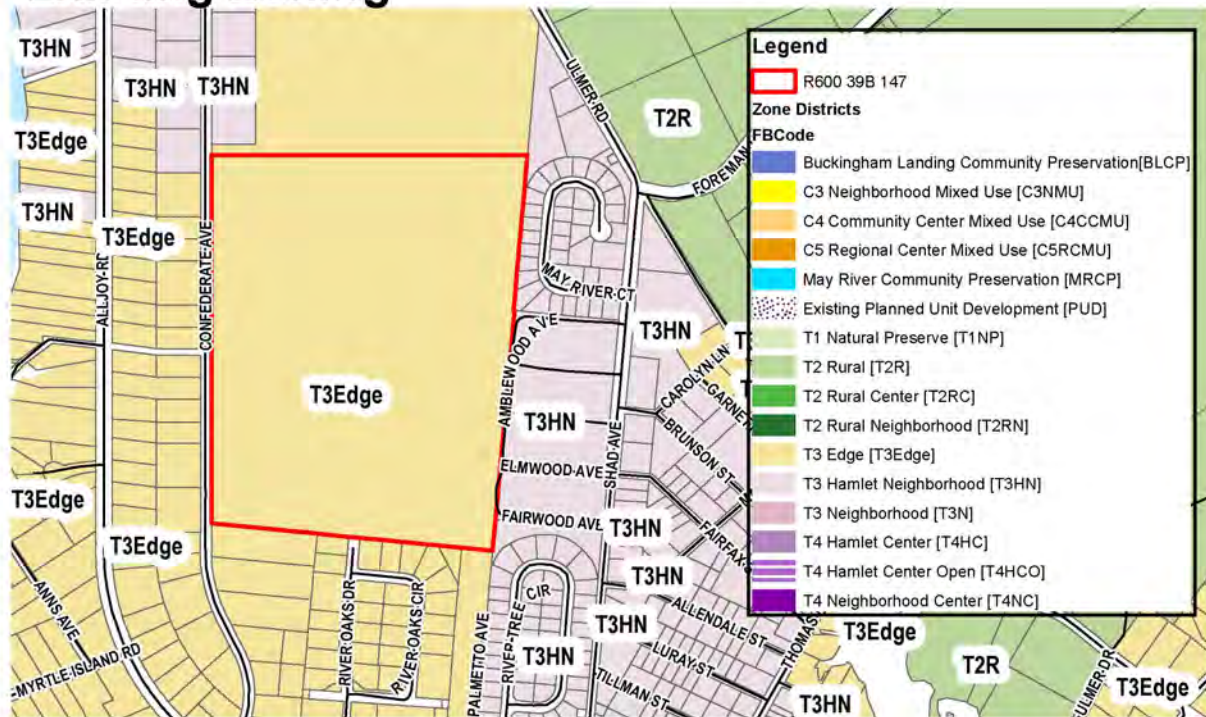 T3HN
T3HN
T3HN
T3Edge
T3HN
T3Edge
ALLJOY RD
CONFEDERATE AVE
T3Edge
T3Edge
T3Edge
ANNS AVE
MYRTLE ISLAND RD
RIVER OAKS DR
RIVER OAKS CIR
PALMETTO AVE
RIVER TREE CIR
T3HN
ULMER RD
T2R
FOREMAN
MAY RIVER CT
AMBLEWOOD AVE
T3HN
T3HN
CAROLYN LN
BRUNSON ST
SHAD AVE
ELMWOOD AVE
FAIRWOOD AVE
T3HN
T3HN
ALLENDALE ST
T3HN
LURAY ST
TILLMAN ST
T3HN
T3Edge
T2R
ULMER DR
T3Edge
Legend
R600 39B 147
Zone Districts
FBCode
Buckingham Landing Community Preservation[BLCP]
C3 Neighborhood Mixed Use [C3NMU]
C4 Community Center Mixed Use [C4CCMU]
C5 Regional Center Mixed Use [C5RCMU]
May River Community Preservation [MRCP]
Existing Planned Unit Development [PUD]
T1 Natural Preserve [T1NP]
T2 Rural [T2R]
T2 Rural Center [T2RC]
T2 Rural Neighborhood [T2RN]
T3 Edge [T3Edge]
T3 Hamlet Neighborhood [T3HN]
T3 Neighborhood [T3N]
T4 Hamlet Center [T4HC]
T4 Hamlet Center Open [T4HCO]
T4 Neighborhood Center [T4NC]